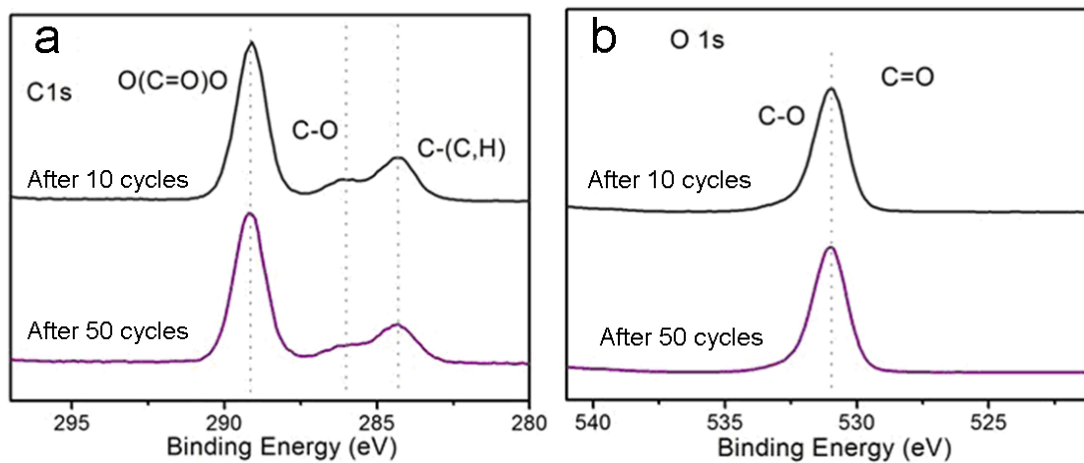 a
O(C=O)O
C1s
C-O
C-(C,H)
After 10 cycles
After 50 cycles
295
290
285
280
Binding Energy (eV)
b
O 1s
C=O
C-O
After 10 cycles
After 50 cycles
540
535
530
525
Binding Energy (eV)